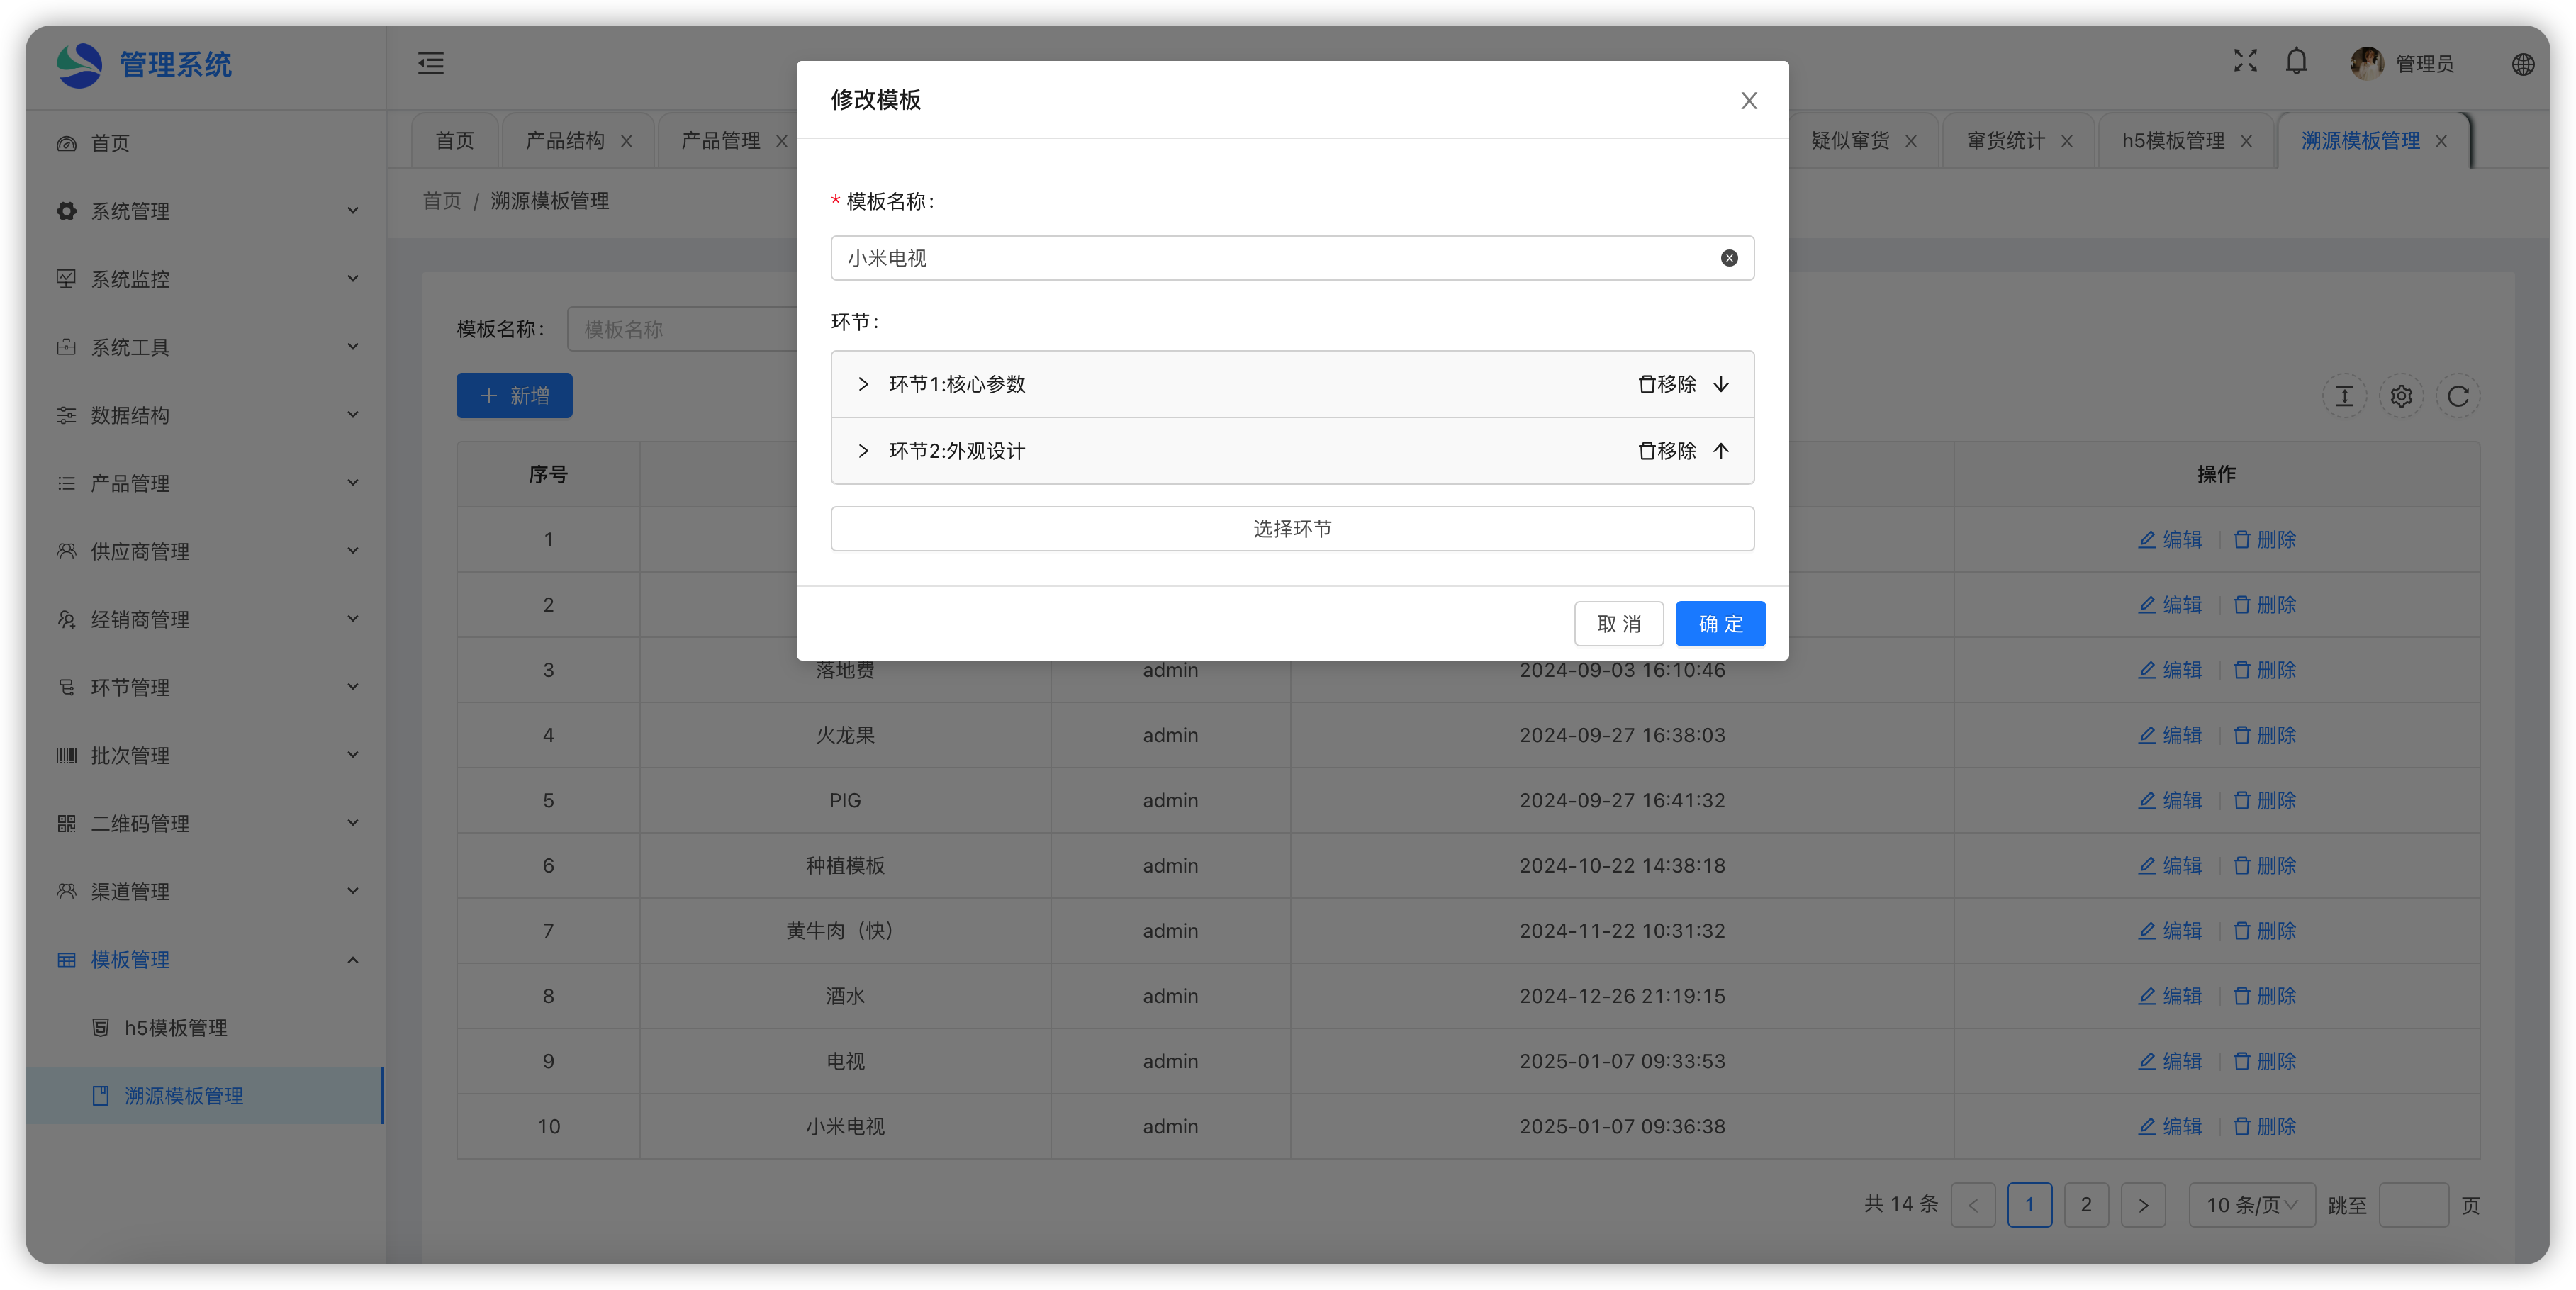 管理系统
管理员
首页
系统管理
系统监控
系统工具
数据结构
产品管理
供应商管理
经销商管理
环节管理
批次管理
二维码管理
渠道管理
模板管理
h5模板管理
溯源模板管理
首页 产品结构 产品管理 疑似窜货 窜货统计 h5模板管理 溯源模板管理
首页 / 溯源模板管理
模板名称: 模板名称
新增
序号 操作
1 编辑 删除
2 编辑 删除
3 落地费 admin 2024-09-03 16:10:46 编辑 删除
4 火龙果 admin 2024-09-27 16:38:03 编辑 删除
5 PIG admin 2024-09-27 16:41:32 编辑 删除
6 种植模板 admin 2024-10-22 14:38:18 编辑 删除
7 黄牛肉（快） admin 2024-11-22 10:31:32 编辑 删除
8 酒水 admin 2024-12-26 21:19:15 编辑 删除
9 电视 admin 2025-01-07 09:33:53 编辑 删除
10 小米电视 admin 2025-01-07 09:36:38 编辑 删除
共 14 条 1 2 10 条/页 跳至 页
修改模板
* 模板名称:
小米电视
环节:
环节1:核心参数 移除
环节2:外观设计 移除
选择环节
取 消 确 定